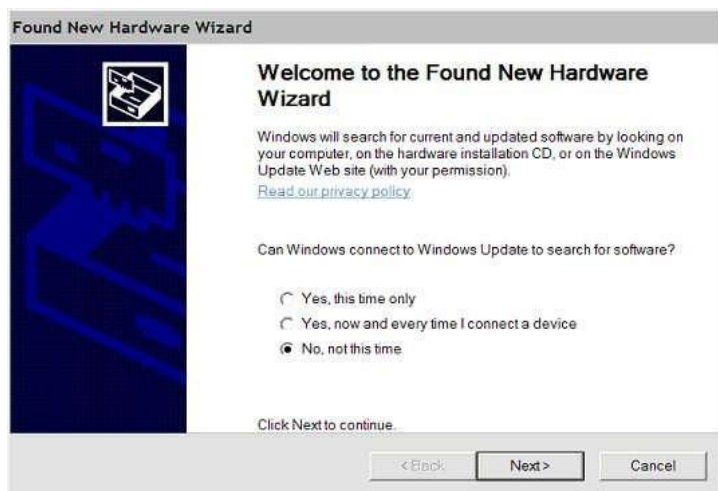 Found New Hardware Wizard
Welcome to the Found New Hardware
Wizard
Windows will search for current and updated software by looking on
your computer, on the hardware installation CD, or on the Windows
Update Web site (with your permission).
Read our privacy policy
Can Windows connect to Windows Update to search for software?
Yes, this time only
Yes, now and every time I connect a device
No, not this time
Click Next to continue.
< Back
Next >
Cancel